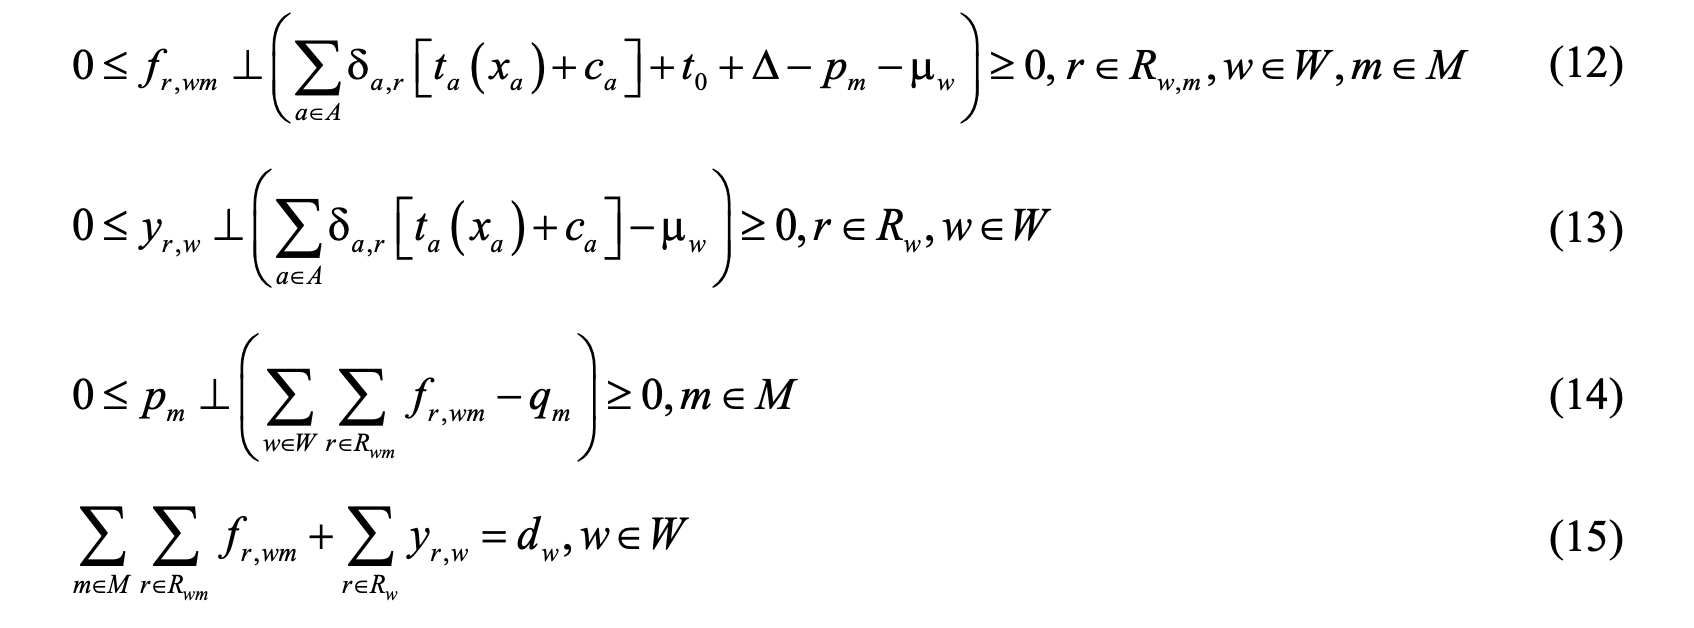 0 ≤ f_{r,wm} ⊥ ( ∑_{a∈A} δ_{a,r} [ t_a ( x_a ) + c_a ] + t_0 + Δ − p_m − μ_w ) ≥ 0, r ∈ R_{w,m}, w ∈ W, m ∈ M (12)
0 ≤ y_{r,w} ⊥ ( ∑_{a∈A} δ_{a,r} [ t_a ( x_a ) + c_a ] − μ_w ) ≥ 0, r ∈ R_w, w ∈ W (13)
0 ≤ p_m ⊥ ( ∑_{w∈W} ∑_{r∈R_{wm}} f_{r,wm} − q_m ) ≥ 0, m ∈ M (14)
∑_{m∈M} ∑_{r∈R_{wm}} f_{r,wm} + ∑_{r∈R_w} y_{r,w} = d_w, w ∈ W (15)